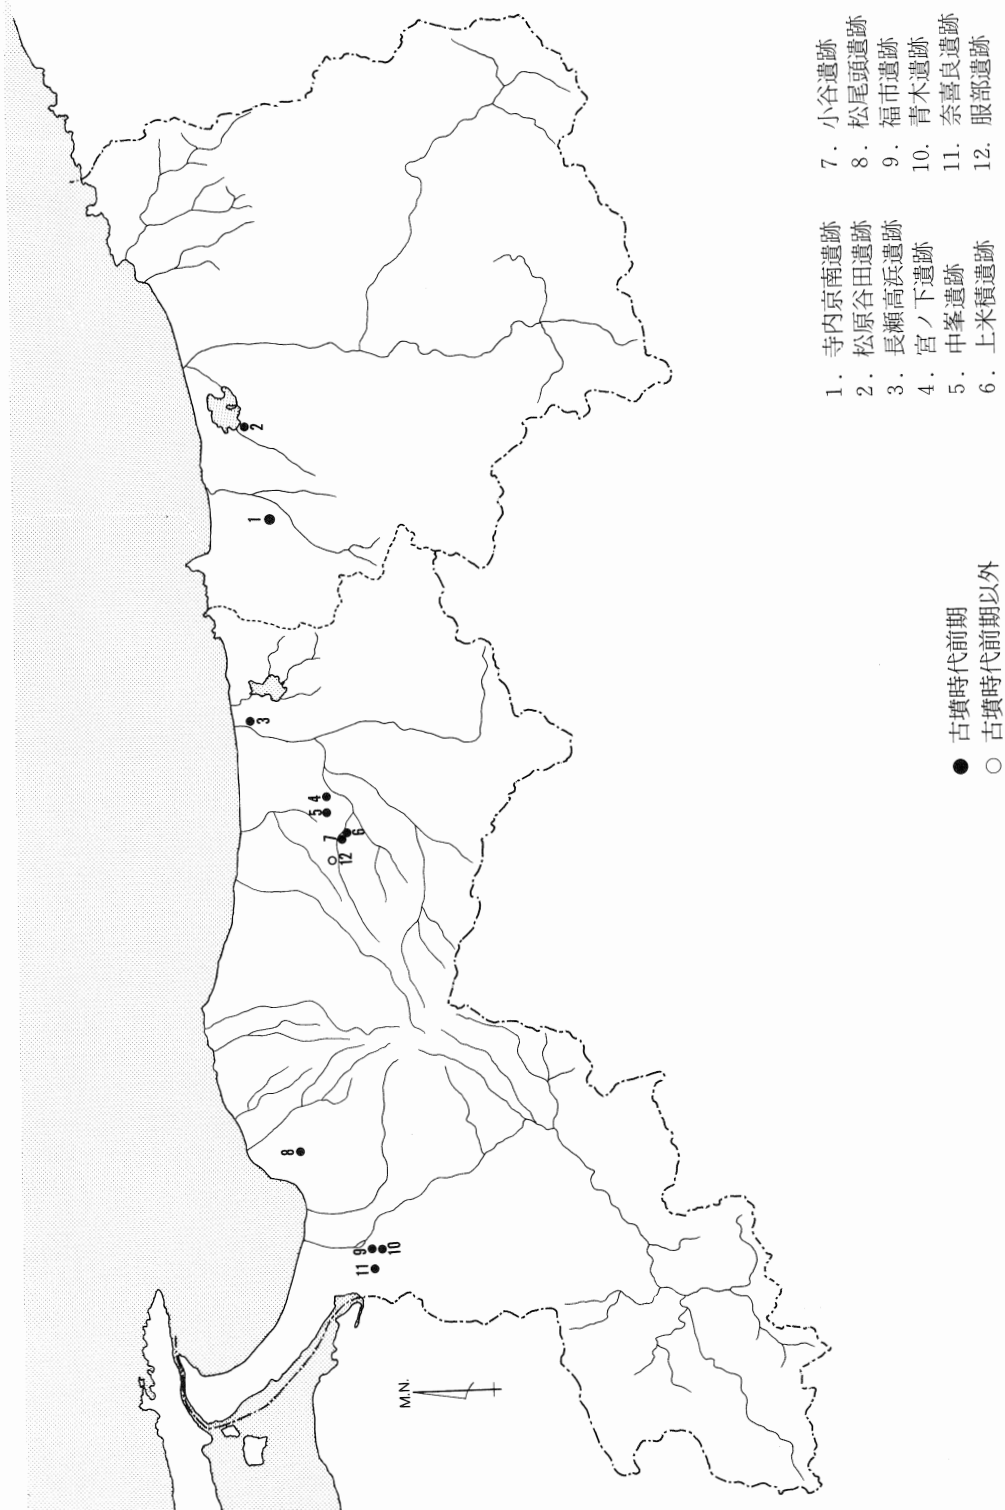 M.N.
1
2
3
4
5
6
7
8
9
10
11
12
1．寺内京南遺跡
2．松原谷田遺跡
3．長瀬高浜遺跡
4．宮ノ下遺跡
5．中峯遺跡
6．上米積遺跡
7．小谷遺跡
8．松尾頭遺跡
9．福市遺跡
10．青木遺跡
11．奈喜良遺跡
12．服部遺跡
● 古墳時代前期
○ 古墳時代前期以外